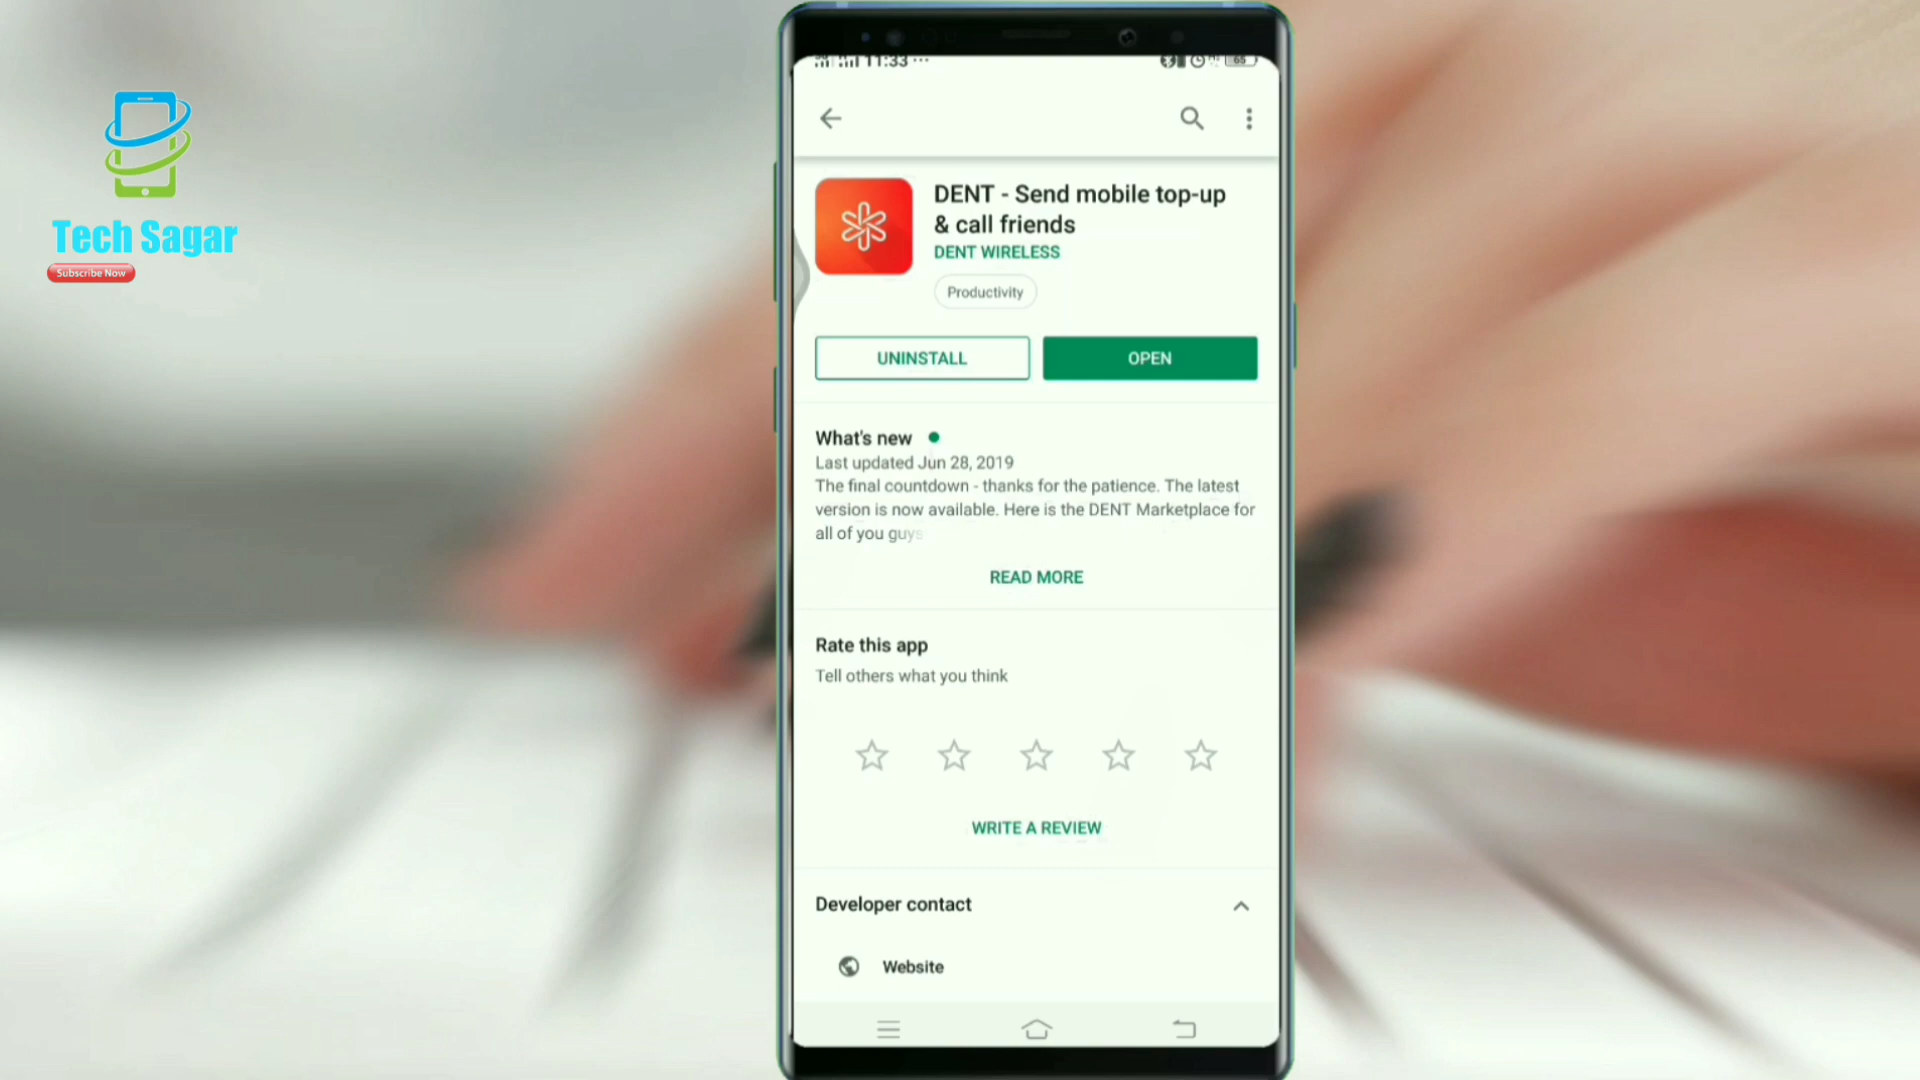 Tech Sagar
Subscribe Now
11:33 ...
65
DENT - Send mobile top-up
& call friends
DENT WIRELESS
Productivity
UNINSTALL
OPEN
What's new
Last updated Jun 28, 2019
The final countdown - thanks for the patience. The latest
version is now available. Here is the DENT Marketplace for
all of you guys
READ MORE
Rate this app
Tell others what you think
WRITE A REVIEW
Developer contact
Website